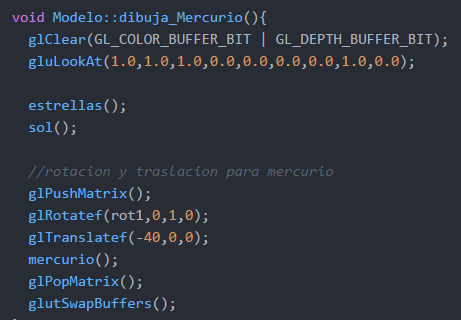 void Modelo::dibuja_Mercurio(){
glClear(GL_COLOR_BUFFER_BIT | GL_DEPTH_BUFFER_BIT);
gluLookAt(1.0,1.0,1.0,0.0,0.0,0.0,0.0,1.0,0.0);
estrellas();
sol();
//rotacion y traslacion para mercurio
glPushMatrix();
glRotatef(rot1,0,1,0);
glTranslatef(-40,0,0);
mercurio();
glPopMatrix();
glutSwapBuffers();